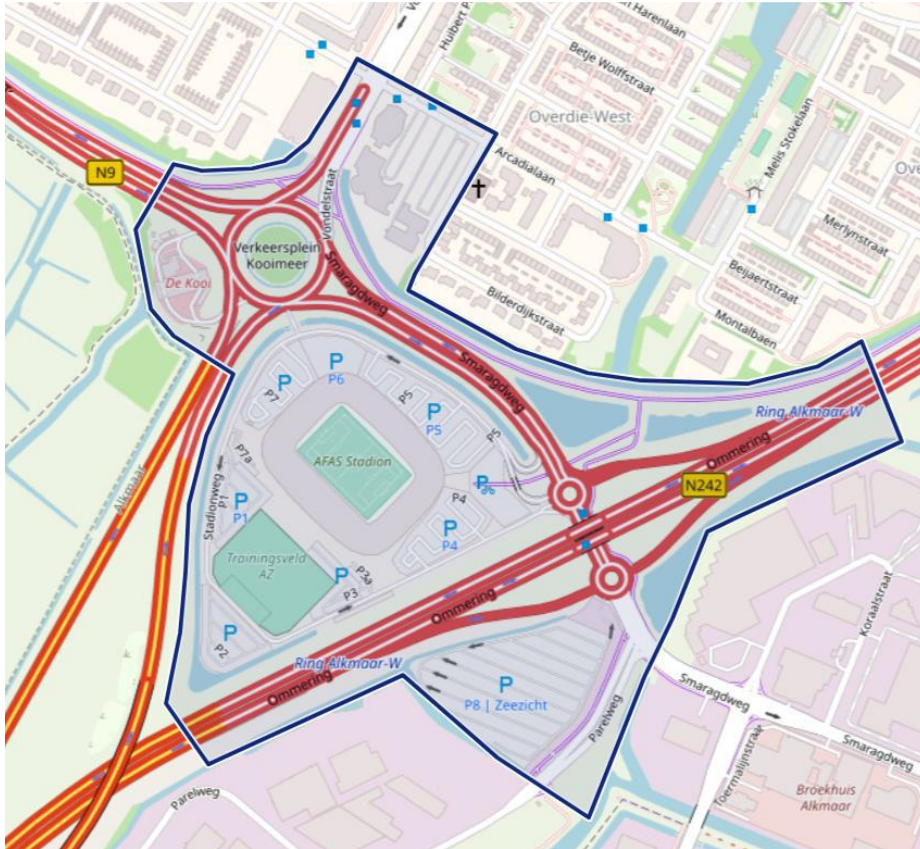 Huibert P
n Harenlaan
Betje Wolffstraat
Overdie-West
Melis Stokelaan
Ove
N9
Arcadialaan
Vondelstraat
Verkeersplein
Kooimeer
De Kooi
Smaragdweg
Merlynstraat
Beijaertstraat
Bilderdijkstraat
Montalbaen
Smaragdweg
P
P6
P
P7
P5
P
P5
P5
Ring Alkmaar-W
Ommering
AFAS Stadion
P7a
N242
Alkmaar
Stadionweg
P1
P
P1
P4
P
P4
Trainingsveld
AZ
P3a
P
P3
Ommering
Ommering
Koraalstraat
P
P2
Ring Alkmaar-W
Ommering
P
P8 | Zeezicht
Parelweg
Smaragdweg
Smaragdweg
Toermalijnstraat
Parelweg
Broekhuis
Alkmaar